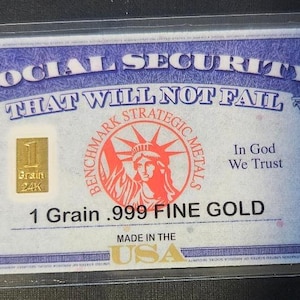 SOCIAL SECURITY
THAT WILL NOT FAIL
BENCHMARK STRATEGIC METALS
1
Grain
24K
In God
We Trust
1 Grain .999 FINE GOLD
MADE IN THE
USA